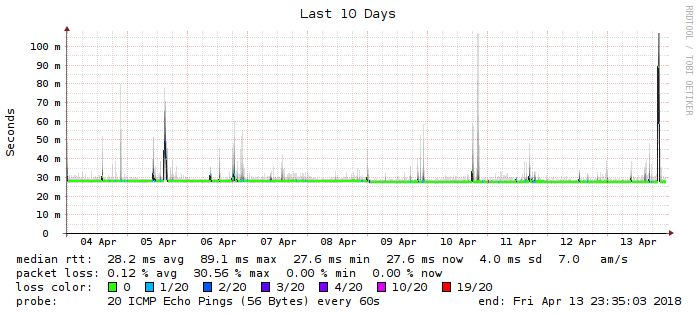 Last 10 Days
RRDTOOL / TOBI OETIKER
Seconds
100 m
90 m
80 m
70 m
60 m
50 m
40 m
30 m
20 m
10 m
0
04 Apr 05 Apr 06 Apr 07 Apr 08 Apr 09 Apr 10 Apr 11 Apr 12 Apr 13 Apr
median rtt: 28.2 ms avg 89.1 ms max 27.6 ms min 27.6 ms now 4.0 ms sd 7.0 am/s
packet loss: 0.12 % avg 30.56 % max 0.00 % min 0.00 % now
loss color: 0 1/20 2/20 3/20 4/20 10/20 19/20
probe: 20 ICMP Echo Pings (56 Bytes) every 60s end: Fri Apr 13 23:35:03 2018